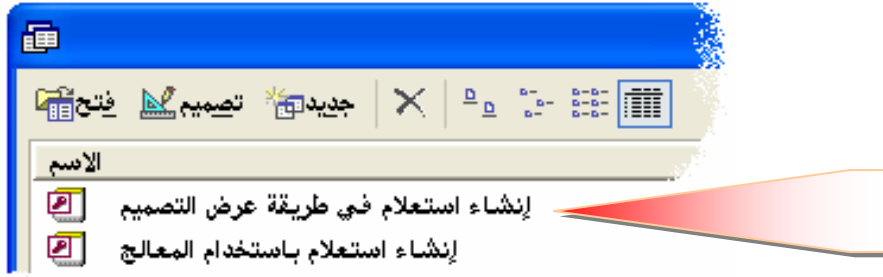 فتح تصميم جديد
الاسم
إنشاء استعلام في طريقة عرض التصميم
إنشاء استعلام باستخدام المعالج